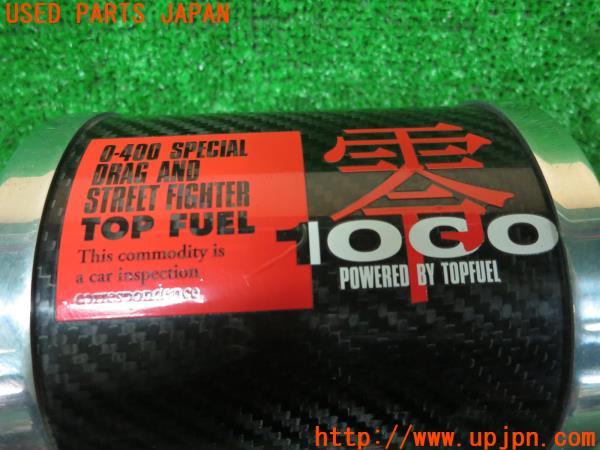 USED PARTS JAPAN
0-400 SPECIAL
DRAG AND
STREET FIGHTER
TOP FUEL
This commodity is
a car inspection
correspondence
零
1000
POWERED BY TOPFUEL
http://www.upjpn.com